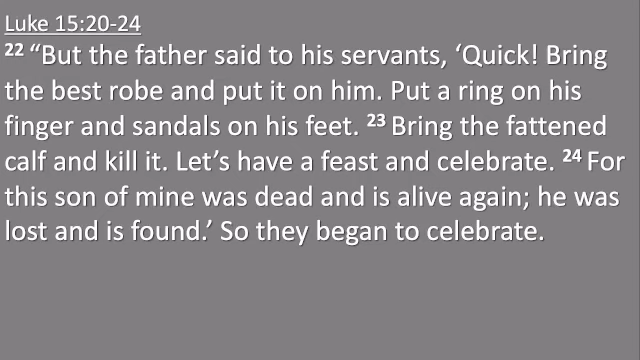 Luke 15:20-24
22 “But the father said to his servants, ‘Quick! Bring
the best robe and put it on him. Put a ring on his
finger and sandals on his feet. 23 Bring the fattened
calf and kill it. Let’s have a feast and celebrate. 24 For
this son of mine was dead and is alive again; he was
lost and is found.’ So they began to celebrate.